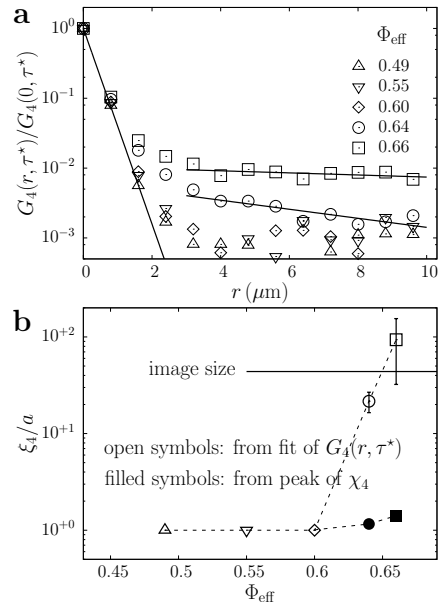 a
G₄(r, τ*)/G₄(0, τ*)
10⁰
10⁻¹
10⁻²
10⁻³
Φeff
0.49
0.55
0.60
0.64
0.66
0 2 4 6 8 10
r (μm)
b
ξ₄/a
10⁺²
10⁺¹
10⁺⁰
image size
open symbols: from fit of G₄(r, τ*)
filled symbols: from peak of χ₄
0.45 0.5 0.55 0.6 0.65
Φeff